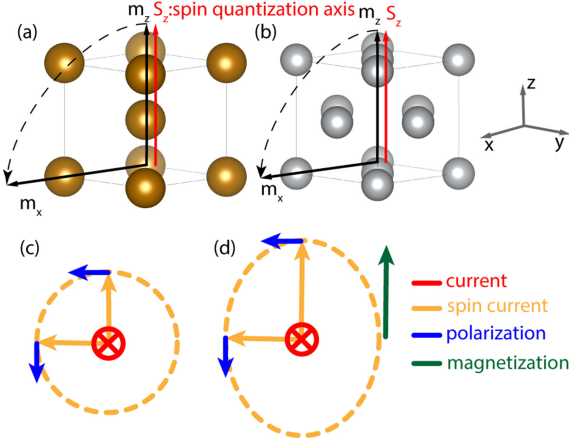 (a)
m_z S_z:spin quantization axis
m_x
(b)
m_z S_z
m_x
z
x
y
(c)
(d)
current
spin current
polarization
magnetization